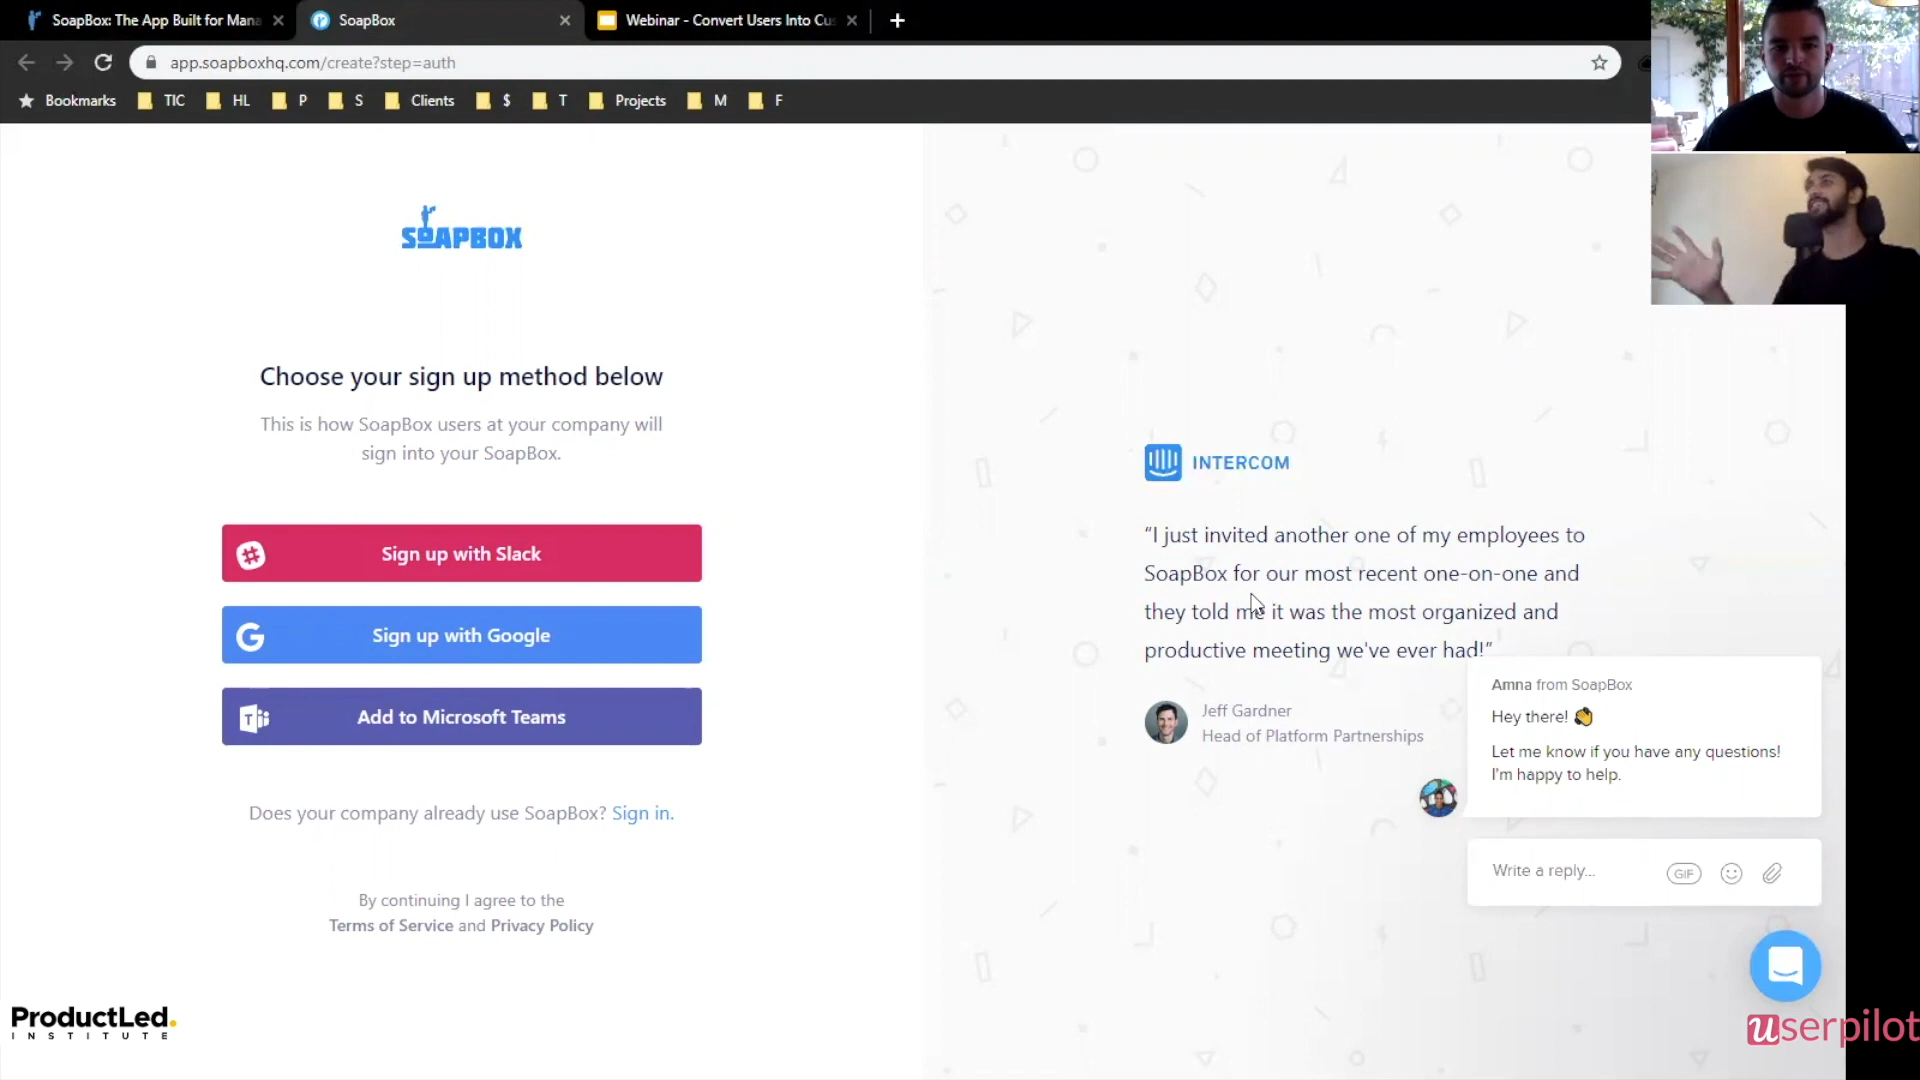 SoapBox: The App Built for Mana
SoapBox
Webinar - Convert Users Into Cus
app.soapboxhq.com/create?step=auth
Bookmarks
TIC
HL
P
S
Clients
$
T
Projects
M
F
SOAPBOX
Choose your sign up method below
This is how SoapBox users at your company will
sign into your SoapBox.
Sign up with Slack
Sign up with Google
Add to Microsoft Teams
Does your company already use SoapBox? Sign in.
By continuing I agree to the
Terms of Service and Privacy Policy
INTERCOM
“I just invited another one of my employees to
SoapBox for our most recent one-on-one and
they told me it was the most organized and
productive meeting we've ever had!”
Jeff Gardner
Head of Platform Partnerships
Amna from SoapBox
Hey there!
Let me know if you have any questions!
I'm happy to help.
Write a reply...
GIF
ProductLed.
INSTITUTE
userpilot